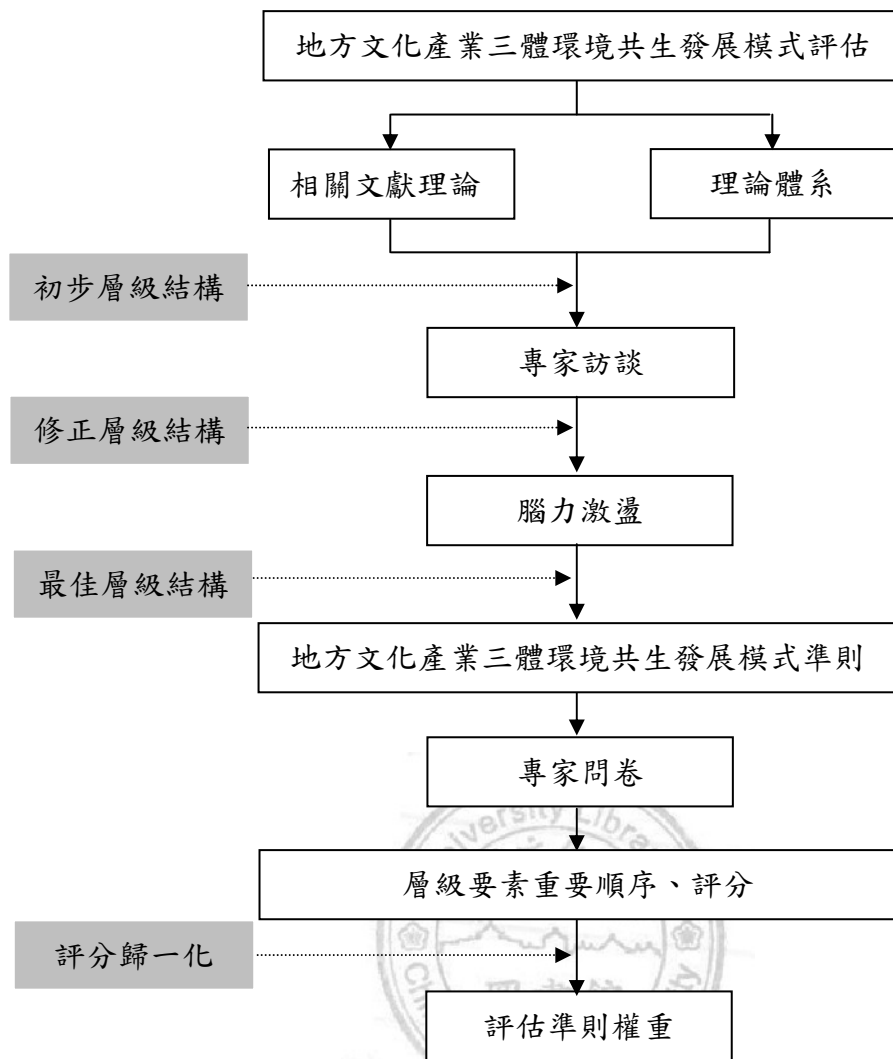 地方文化產業三體環境共生發展模式評估
相關文獻理論
理論體系
初步層級結構
專家訪談
修正層級結構
腦力激盪
最佳層級結構
地方文化產業三體環境共生發展模式準則
專家問卷
University Libra
層級要素重要順序、評分
評分歸一化
評估準則權重